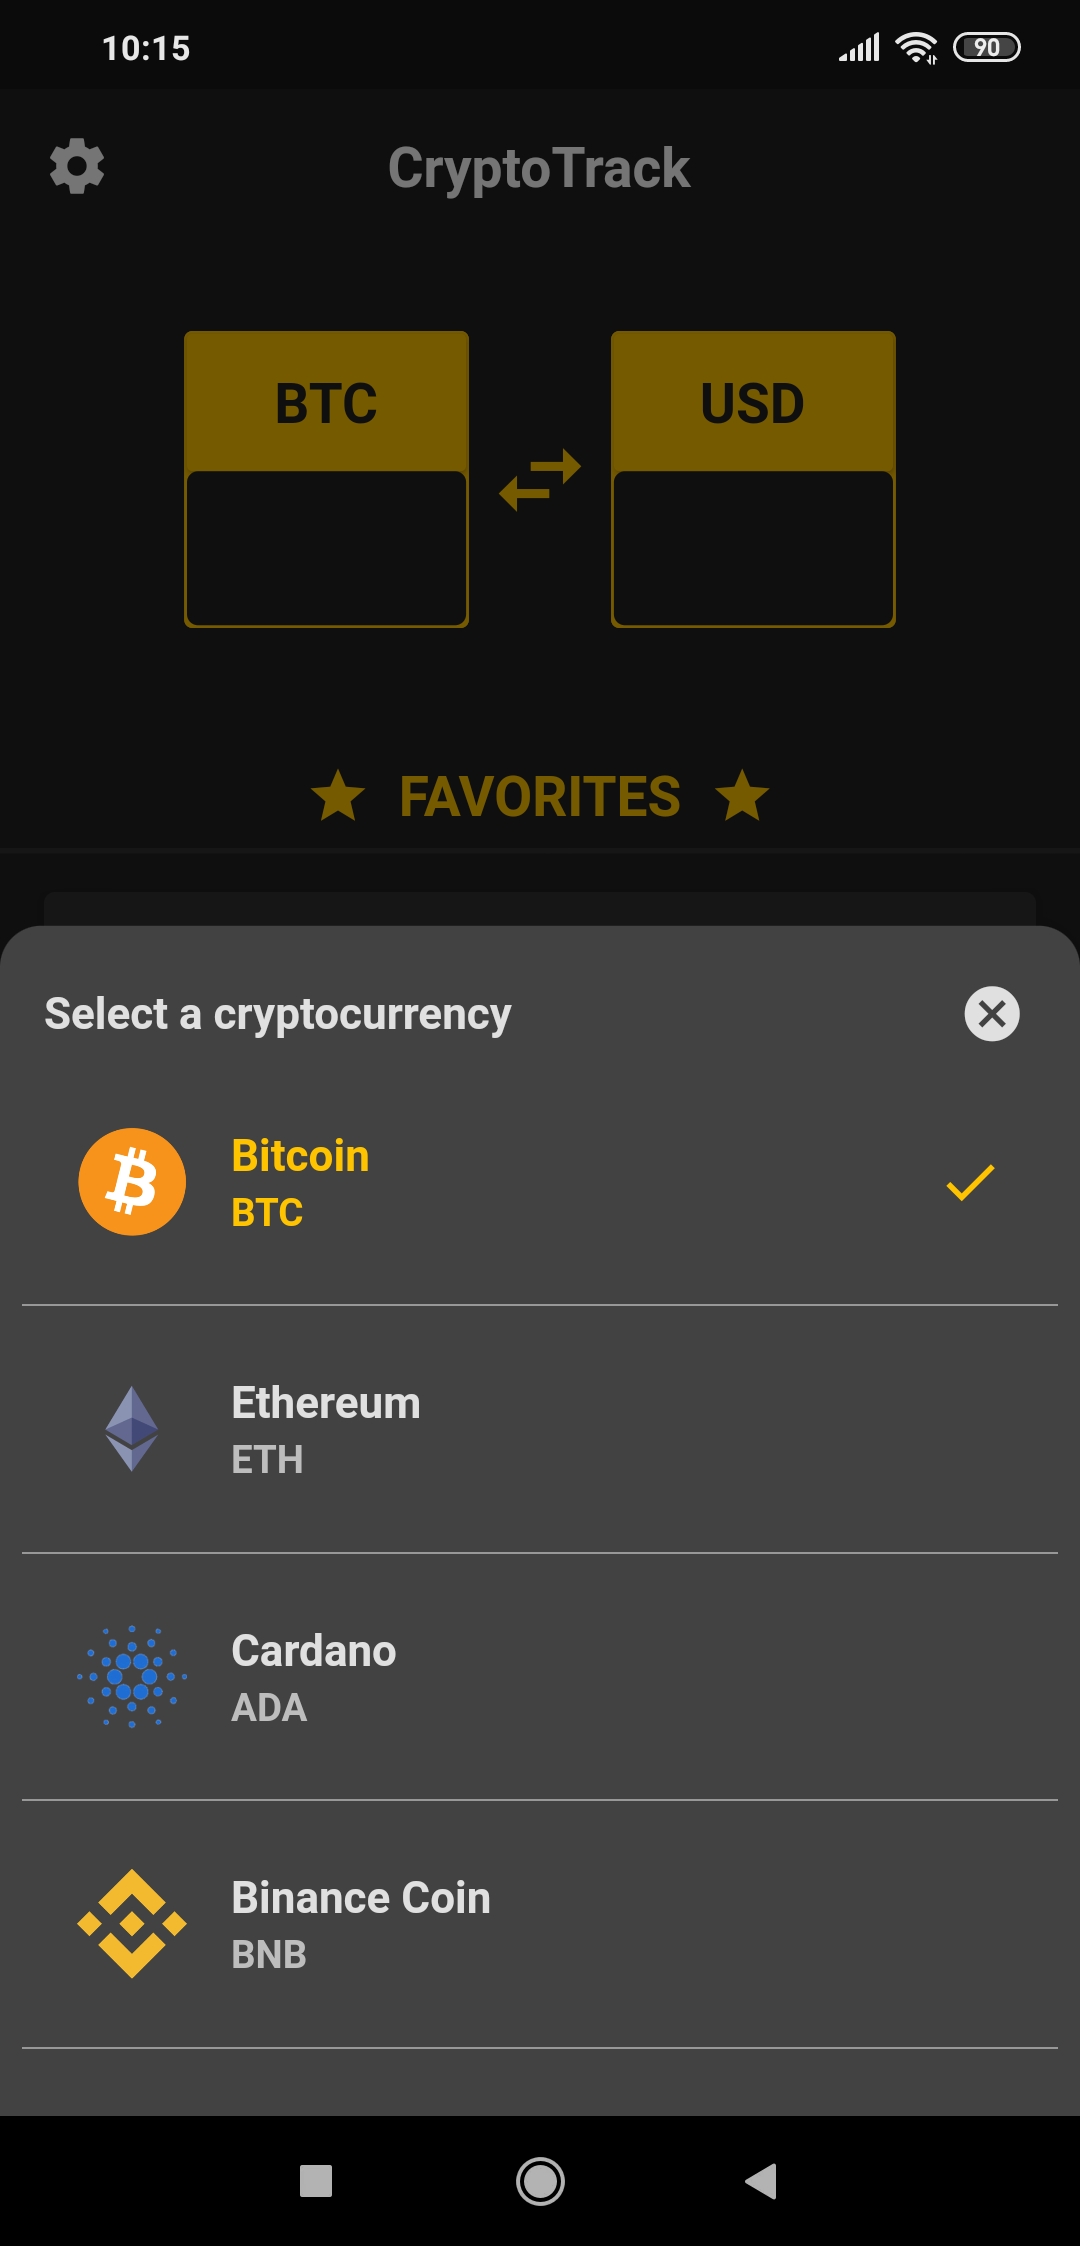 10:15
90
CryptoTrack
BTC
USD
FAVORITES
Select a cryptocurrency
Bitcoin
BTC
Ethereum
ETH
Cardano
ADA
Binance Coin
BNB